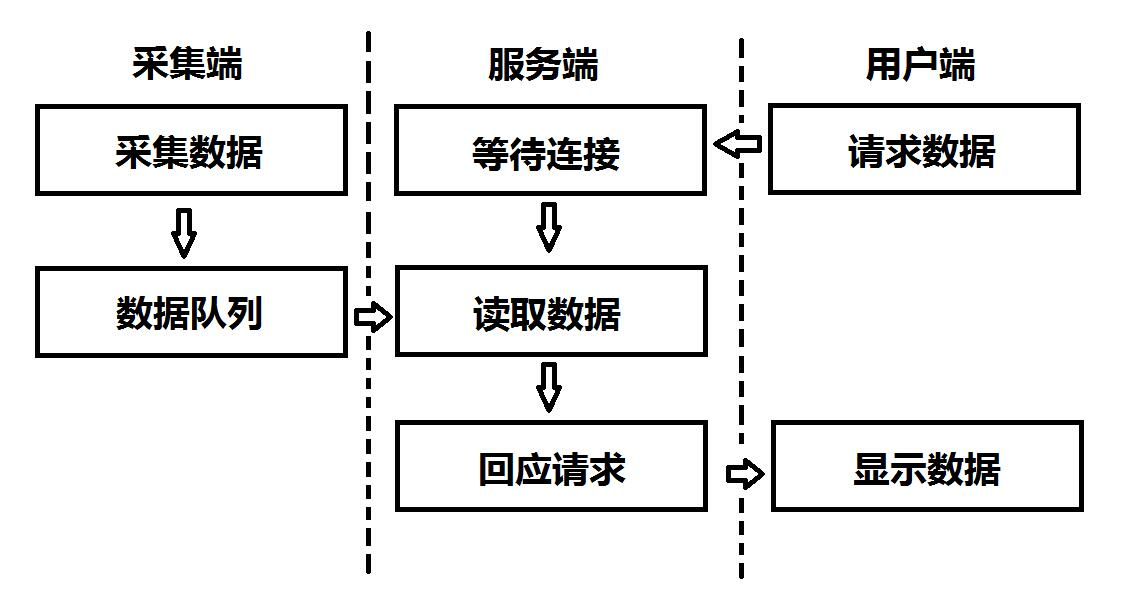 采集端
服务端
用户端
采集数据
等待连接
请求数据
数据队列
读取数据
回应请求
显示数据